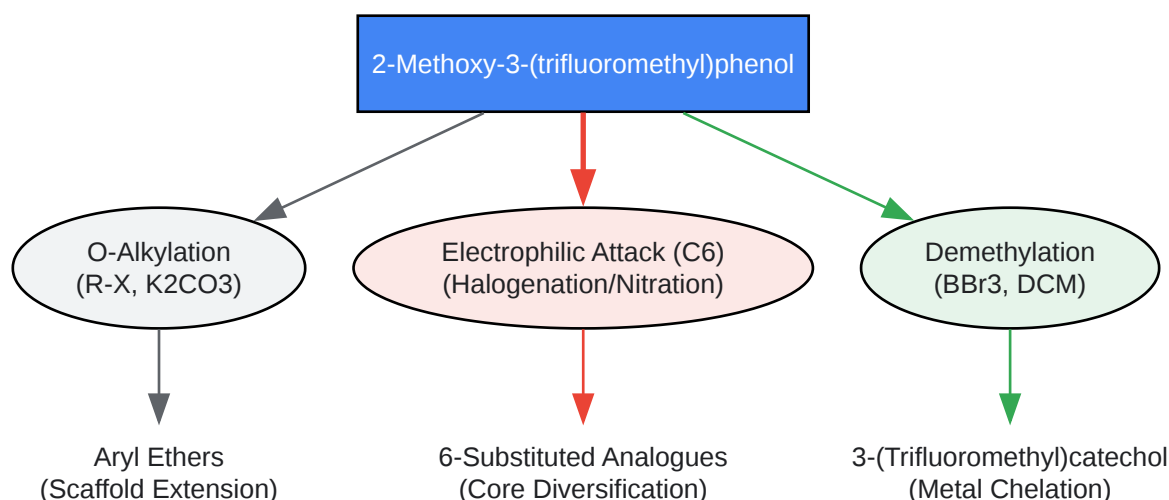 2-Methoxy-3-(trifluoromethyl)phenol
O-Alkylation
(R-X, K2CO3)
Electrophilic Attack (C6)
(Halogenation/Nitration)
Demethylation
(BBr3, DCM)
Aryl Ethers
(Scaffold Extension)
6-Substituted Analogues
(Core Diversification)
3-(Trifluoromethyl)catechol
(Metal Chelation)